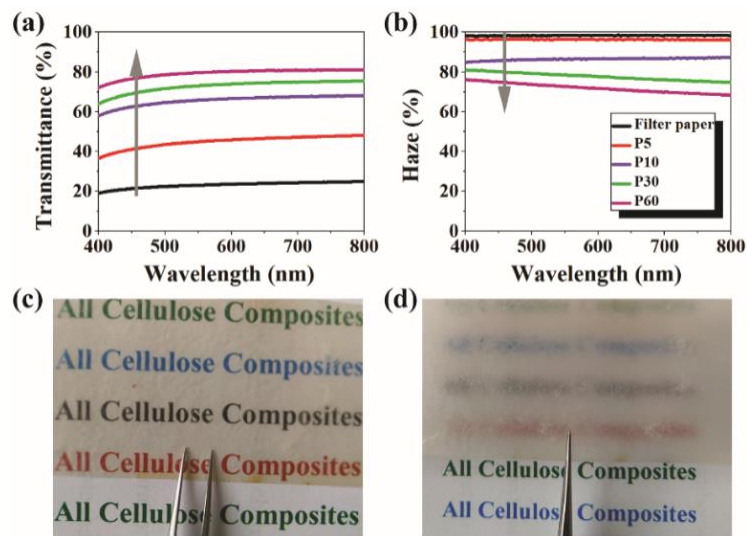 (a)
100
80
60
40
20
0
Transmittance (%)
400 500 600 700 800
Wavelength (nm)
(b)
100
80
60
40
20
0
Haze (%)
Filter paper
P5
P10
P30
P60
400 500 600 700 800
Wavelength (nm)
(c)
All Cellulose Composites
All Cellulose Composites
All Cellulose Composites
All Cellulose Composites
All Cellulose Composites
(d)
All Cellulose Composites
All Cellulose Composites